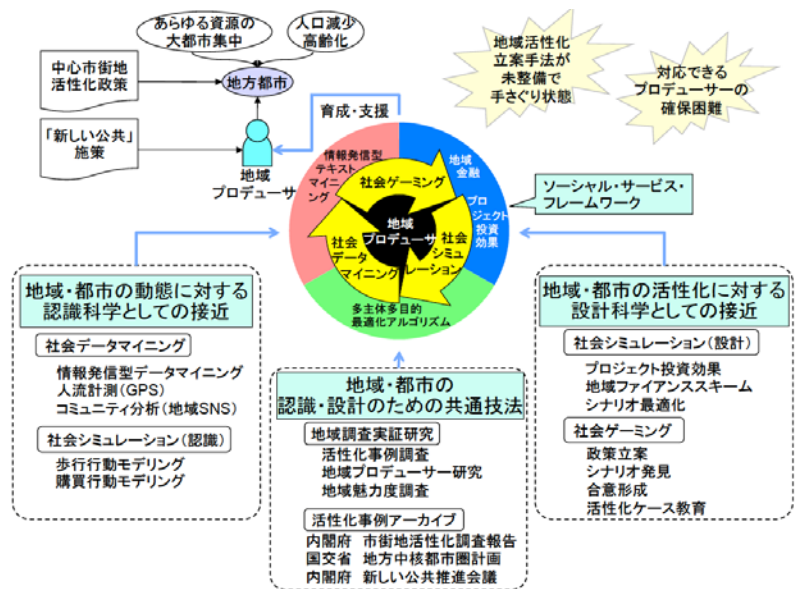 あらゆる資源の
大都市集中
人口減少
高齢化
中心市街地
活性化政策
地方都市
「新しい公共」
施策
地域
プロデューサ
育成・支援
地域活性化
立案手法が
未整備で
手さぐり状態
対応できる
プロデューサーの
確保困難
情報発信型
テキスト
マイニ
ング
社会ゲーミング
地域
金融
プロ
ジェクト
投資
効果
地域
プロデューサ
社会
データ
マイニング
社会
シミュ
レーション
多主体多目的
最適化アルゴリズム
ソーシャル・サービス・
フレームワーク
地域・都市の動態に対する
認識科学としての接近
社会データマイニング
情報発信型データマイニング
人流計測(GPS)
コミュニティ分析(地域SNS)
社会シミュレーション(認識)
歩行行動モデリング
購買行動モデリング
地域・都市の
認識・設計のための共通技法
地域調査実証研究
活性化事例調査
地域プロデューサー研究
地域魅力度調査
活性化事例アーカイブ
内閣府 市街地活性化調査報告
国交省 地方中核都市圏計画
内閣府 新しい公共推進会議
地域・都市の活性化に対する
設計科学としての接近
社会シミュレーション(設計)
プロジェクト投資効果
地域ファイアンススキーム
シナリオ最適化
社会ゲーミング
政策立案
シナリオ発見
合意形成
活性化ケース教育